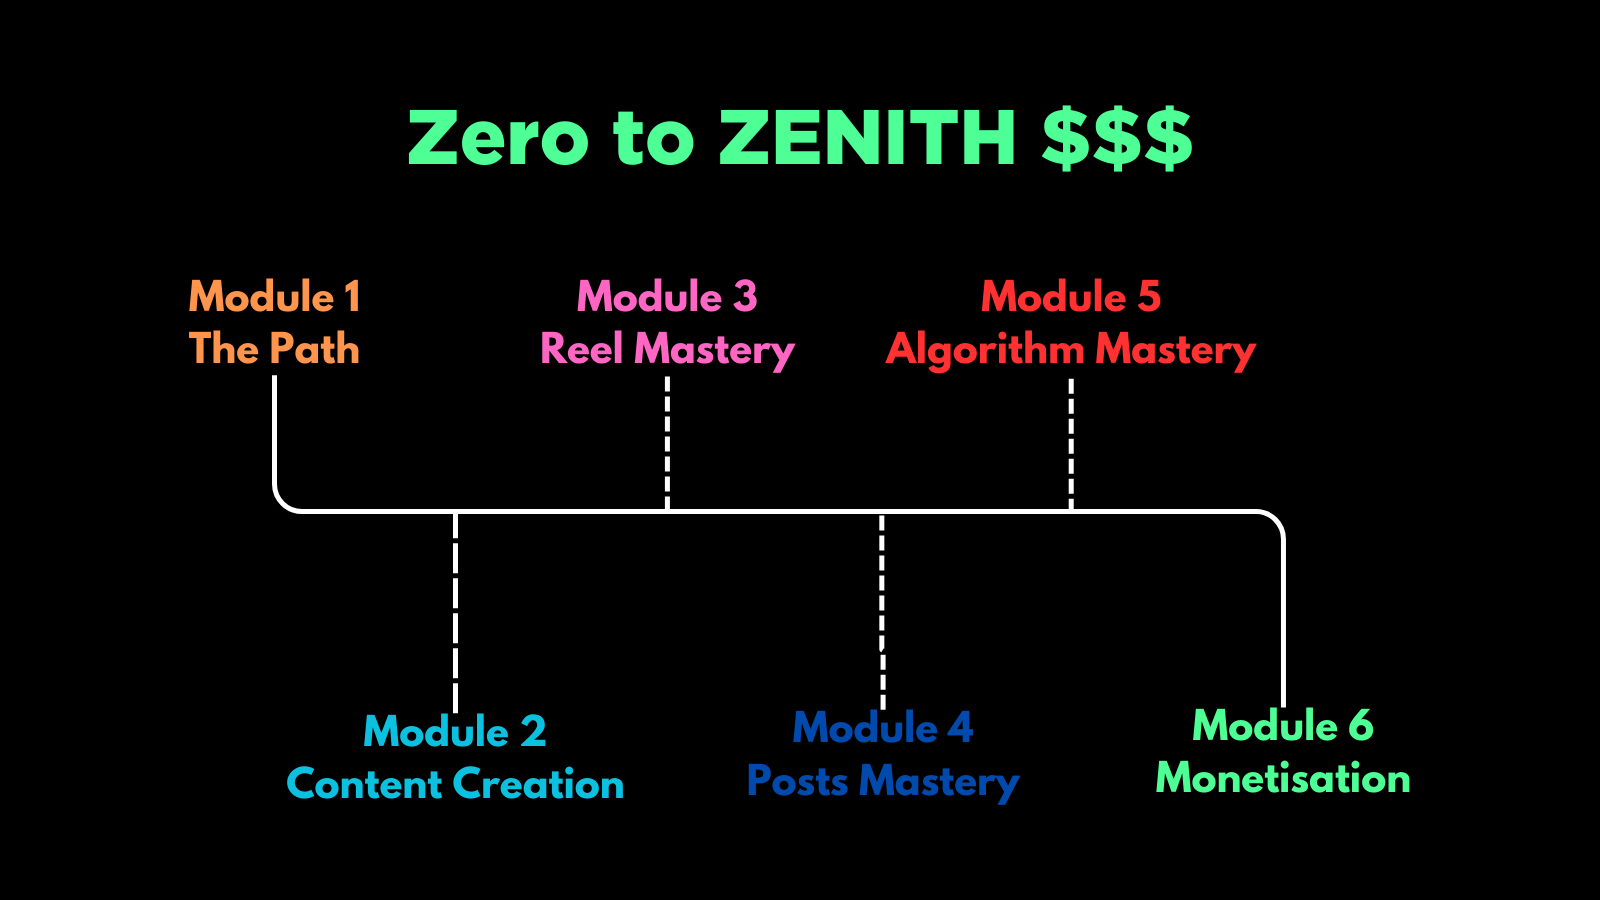 Zero to ZENITH $$$
Module 1
The Path
Module 3
Reel Mastery
Module 5
Algorithm Mastery
Module 2
Content Creation
Module 4
Posts Mastery
Module 6
Monetisation